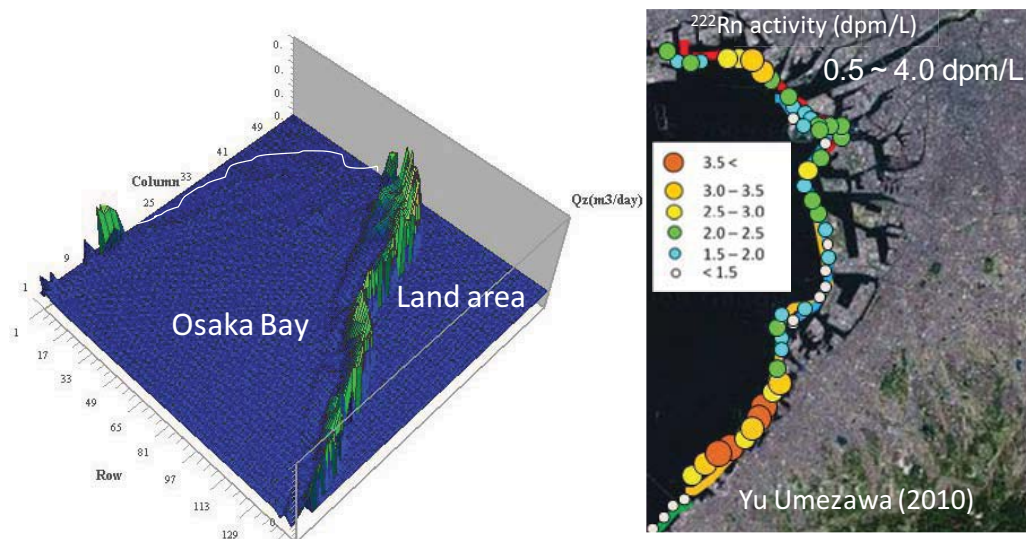 0.
0.
0.
0.
0.
49
41
33
Column
25
9
1
1
17
33
49
65
81
97
113
129
Row
0
Qz(m3/day)
Osaka Bay
Land area
²²²Rn activity (dpm/L)
0.5 ~ 4.0 dpm/L
3.5 <
3.0 – 3.5
2.5 – 3.0
2.0 – 2.5
1.5 – 2.0
< 1.5
Yu Umezawa (2010)